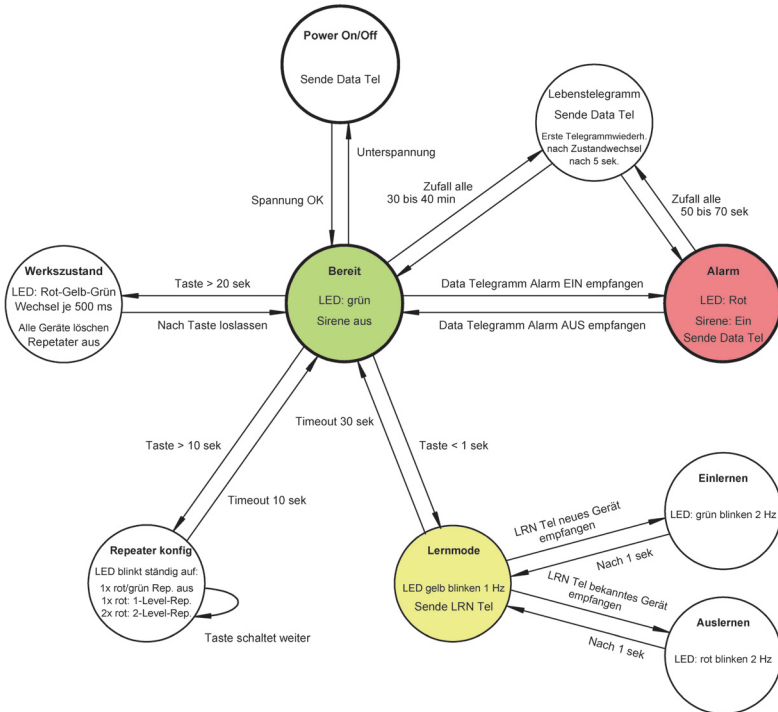 Power On/Off
Sende Data Tel
Lebenstelegramm
Sende Data Tel
Erste Telegrammwiederh.
nach Zustandwechsel
nach 5 sek.
Unterspannung
Spannung OK
Zufall alle
30 bis 40 min
Zufall alle
50 bis 70 sek
Werkszustand
LED: Rot-Gelb-Grün
Wechsel je 500 ms
Alle Geräte löschen
Repetater aus
Taste > 20 sek
Nach Taste loslassen
Bereit
LED: grün
Sirene aus
Data Telegramm Alarm EIN empfangen
Data Telegramm Alarm AUS empfangen
Alarm
LED: Rot
Sirene: Ein
Sende Data Tel
Taste > 10 sek
Timeout 10 sek
Timeout 30 sek
Taste < 1 sek
Repeater konfig
LED blinkt ständig auf:
1x rot/grün Rep. aus
1x rot: 1-Level-Rep.
2x rot: 2-Level-Rep.
Taste schaltet weiter
Lernmode
LED gelb blinken 1 Hz
Sende LRN Tel
LRN Tel neues Gerät
empfangen
Nach 1 sek
Einlernen
LED: grün blinken 2 Hz
LRN Tel bekanntes Gerät
empfangen
Nach 1 sek
Auslernen
LED: rot blinken 2 Hz